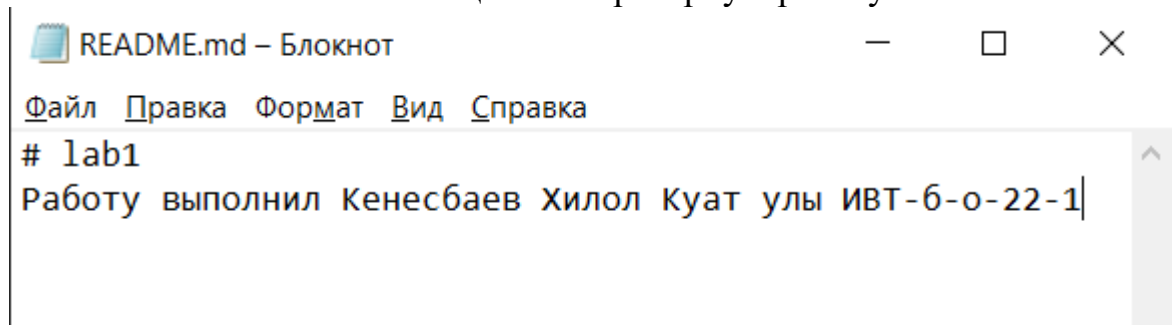 README.md – Блокнот
Файл Правка Формат Вид Справка
# lab1
Работу выполнил Кенесбаев Хилол Куат улы ИВТ-б-о-22-1